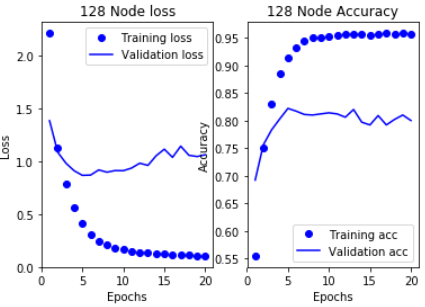 128 Node loss
Training loss
Validation loss
2.0
1.5
1.0
0.5
0.0
Loss
0
5
10
15
20
Epochs
128 Node Accuracy
0.95
0.90
0.85
0.80
0.75
0.70
0.65
0.60
0.55
Accuracy
Training acc
Validation acc
0
5
10
15
20
Epochs